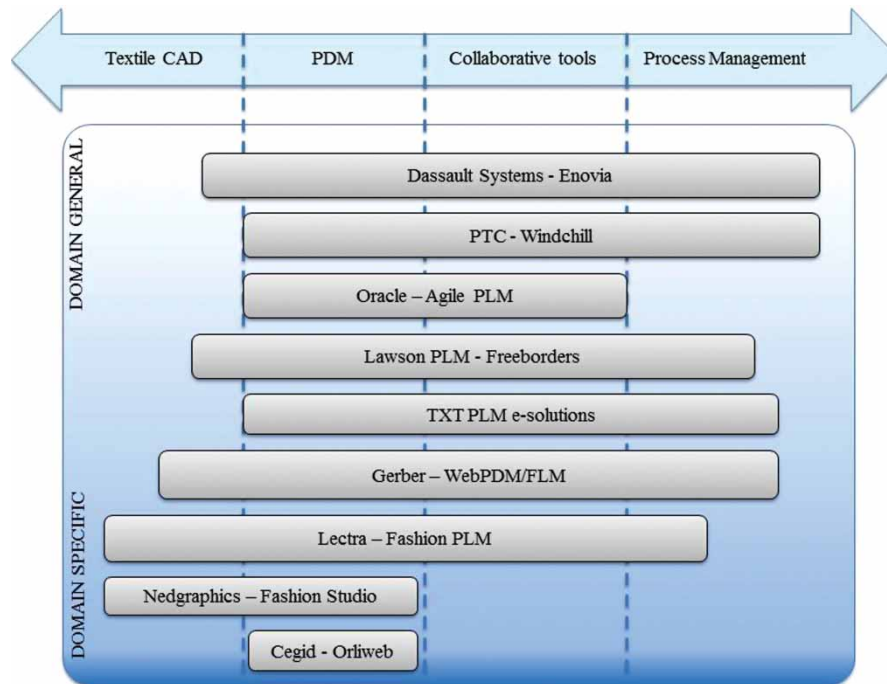 Textile CAD PDM Collaborative tools Process Management
DOMAIN GENERAL
Dassault Systems - Enovia
PTC - Windchill
Oracle – Agile PLM
Lawson PLM - Freeborders
TXT PLM e-solutions
Gerber – WebPDM/FLM
DOMAIN SPECIFIC
Lectra – Fashion PLM
Nedgraphics – Fashion Studio
Cegid - Orliweb